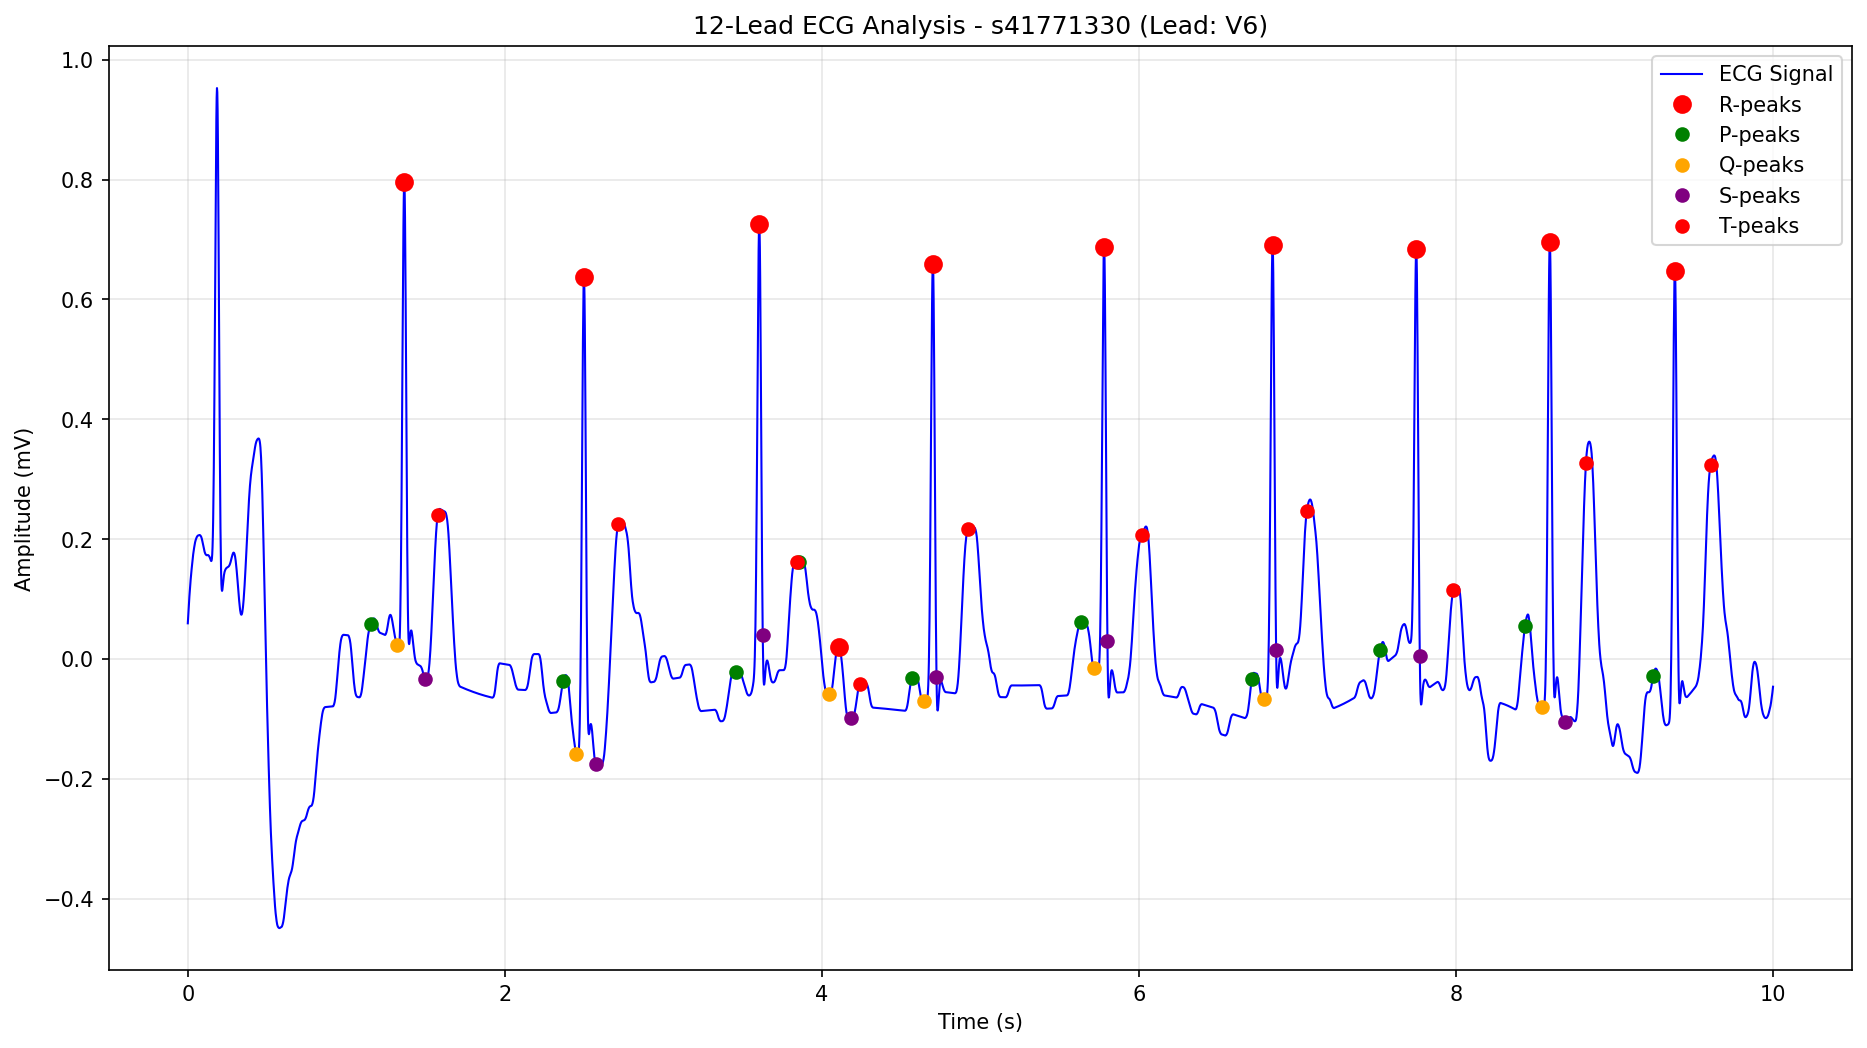 12-Lead ECG Analysis - s41771330 (Lead: V6)
ECG Signal
R-peaks
P-peaks
Q-peaks
S-peaks
T-peaks
Amplitude (mV)
1.0
0.8
0.6
0.4
0.2
0.0
−0.2
−0.4
0
2
4
6
8
10
Time (s)